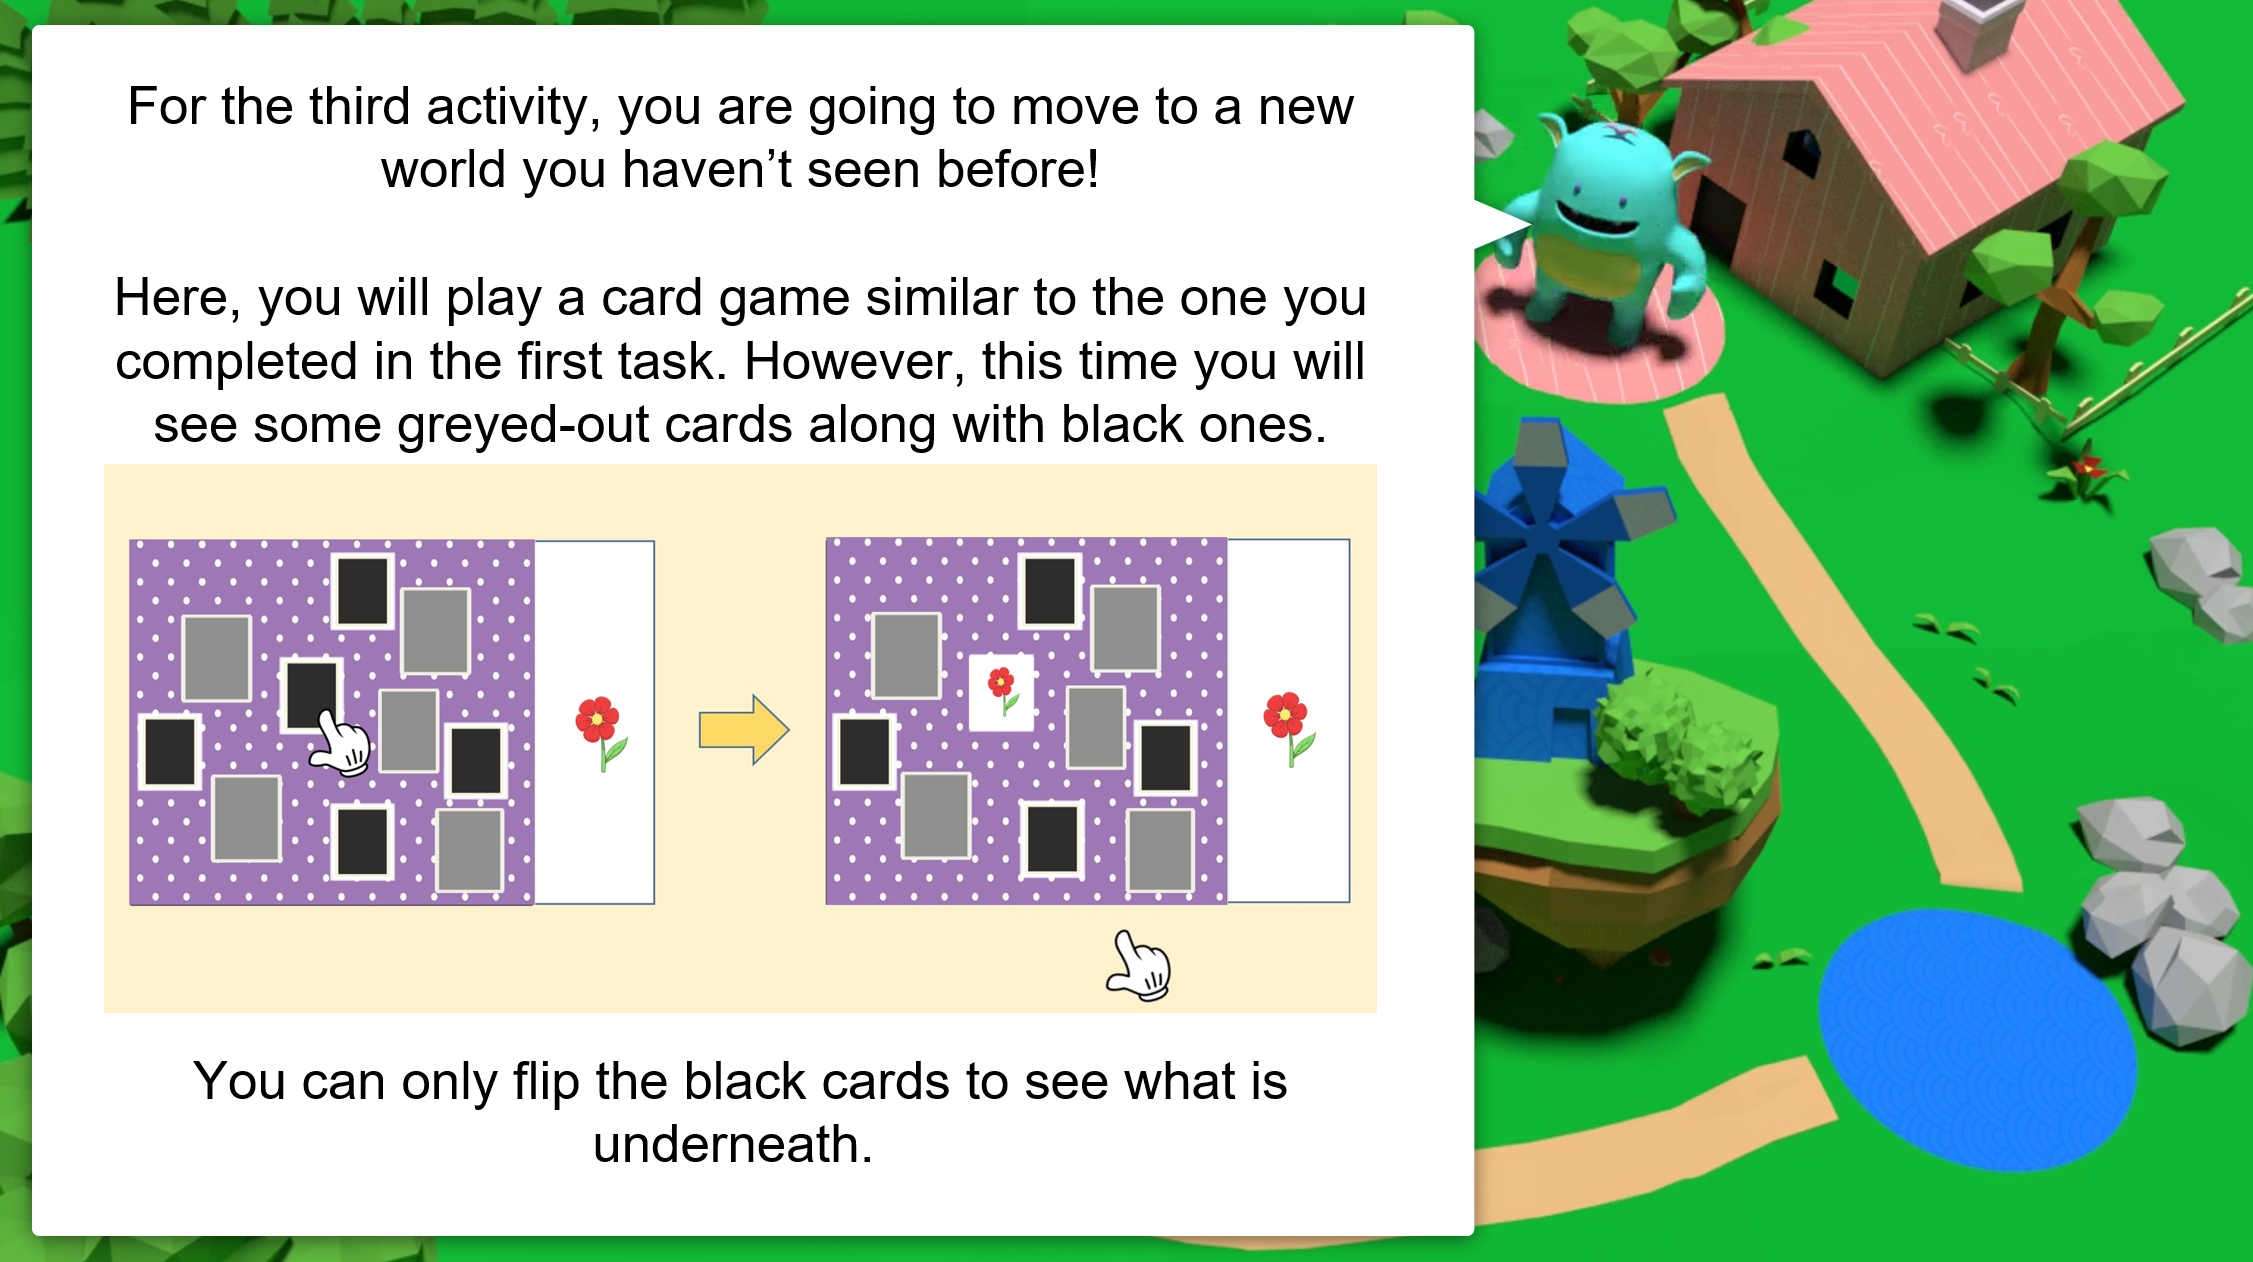 For the third activity, you are going to move to a new
world you haven’t seen before!
Here, you will play a card game similar to the one you
completed in the first task. However, this time you will
see some greyed-out cards along with black ones.
You can only flip the black cards to see what is
underneath.